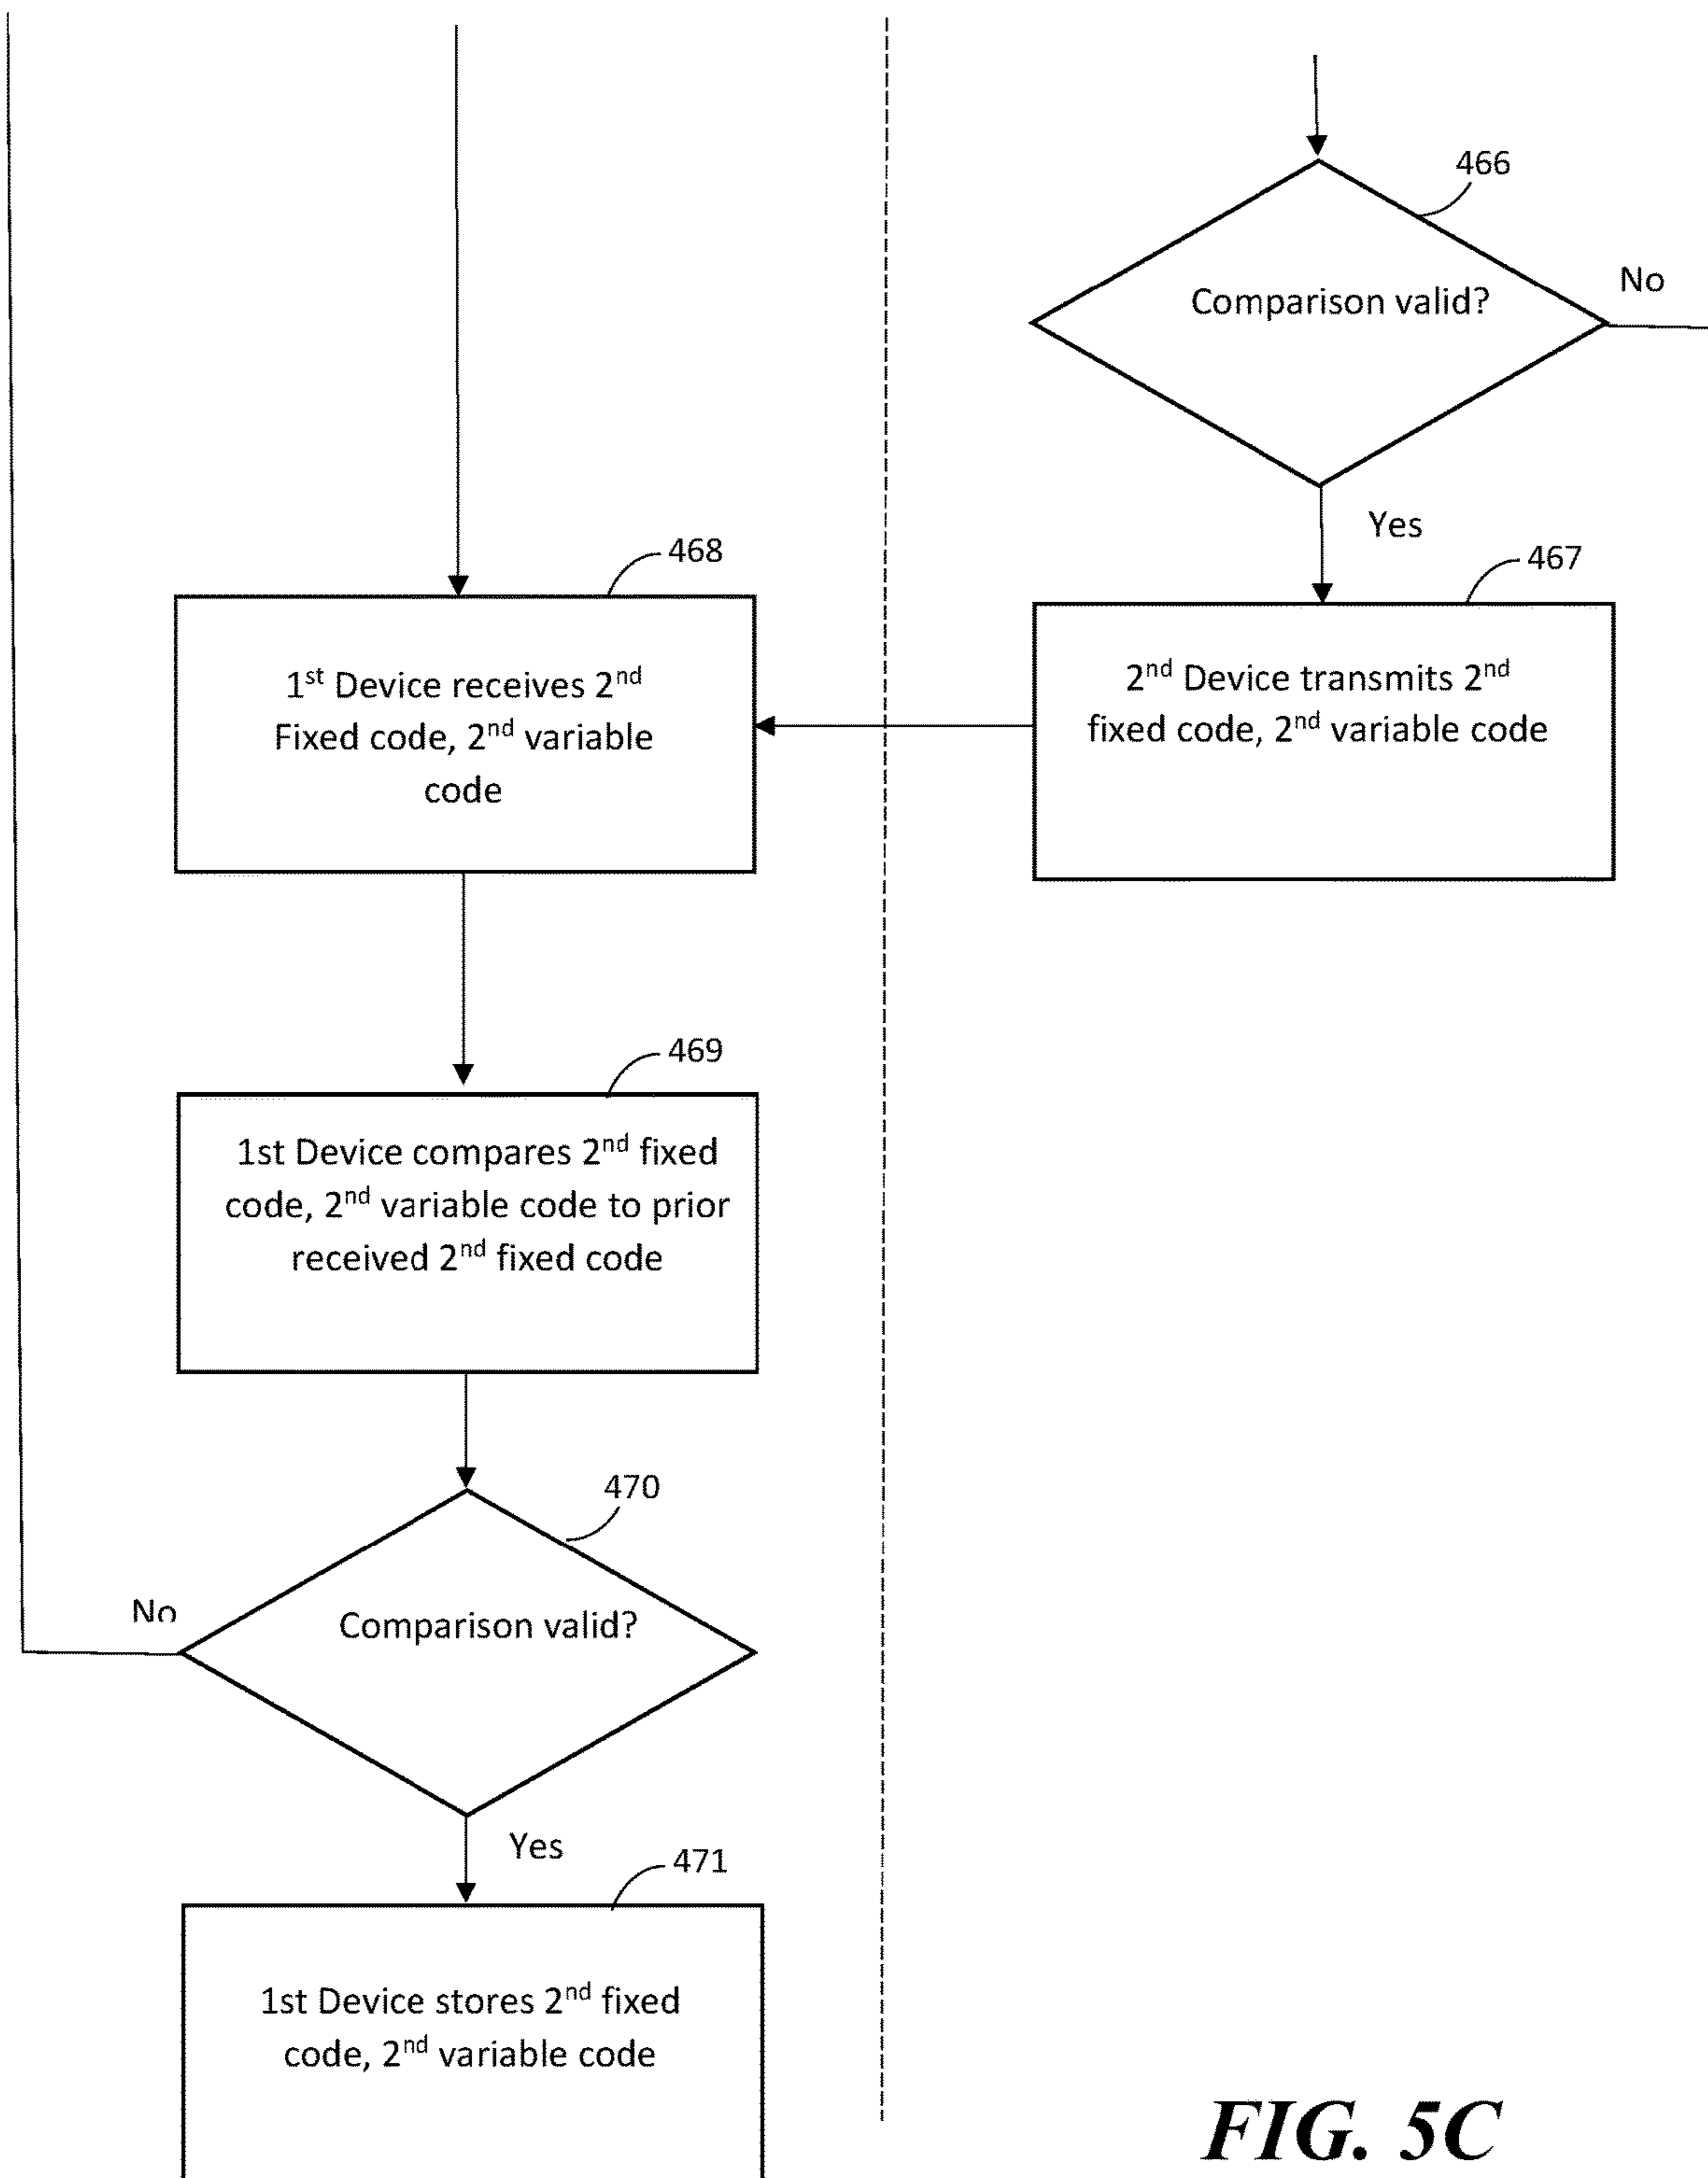 466
Comparison valid?
No
Yes
468
467
1st Device receives 2nd
Fixed code, 2nd variable
code
2nd Device transmits 2nd
fixed code, 2nd variable code
469
1st Device compares 2nd fixed
code, 2nd variable code to prior
received 2nd fixed code
470
No
Comparison valid?
Yes
471
1st Device stores 2nd fixed
code, 2nd variable code
FIG. 5C